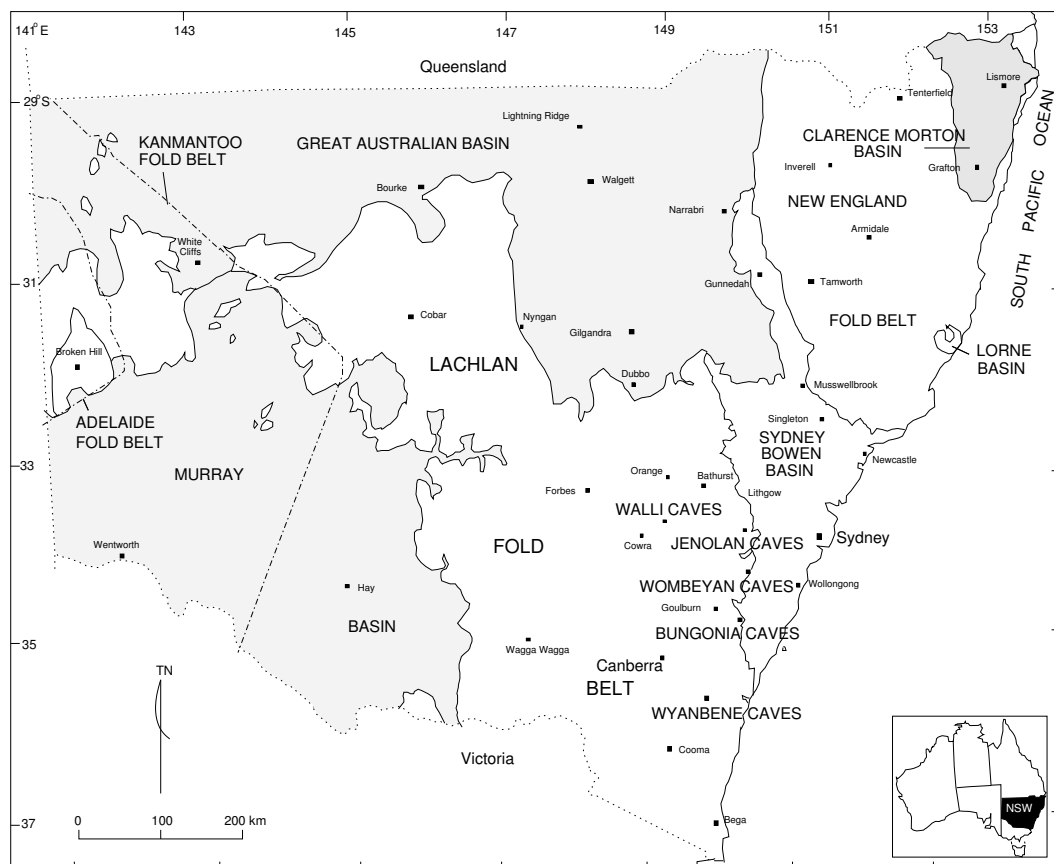 141° E
143
145
147
149
151
153
Queensland
Lismore
29°S
Tenterfield
Lightning Ridge
KANMANTOO
FOLD BELT
GREAT AUSTRALIAN BASIN
CLARENCE MORTON
BASIN
Inverell
Grafton
Bourke
Walgett
NEW ENGLAND
Narrabri
Armidale
White
Cliffs
SOUTH PACIFIC OCEAN
31
Gunnedah
Tamworth
Cobar
Nyngan
Gilgandra
FOLD BELT
Broken Hill
LACHLAN
LORNE
BASIN
Dubbo
Musswellbrook
ADELAIDE
FOLD BELT
Singleton
SYDNEY
BOWEN
BASIN
33
MURRAY
Newcastle
Orange
Bathurst
Forbes
Lithgow
WALLI CAVES
Wentworth
FOLD
Cowra
JENOLAN CAVES
Sydney
Hay
WOMBEYAN CAVES
Wollongong
Goulburn
BASIN
BUNGONIA CAVES
35
Wagga Wagga
Canberra
TN
BELT
WYANBENE CAVES
Victoria
Cooma
NSW
37
0 100 200 km
Bega